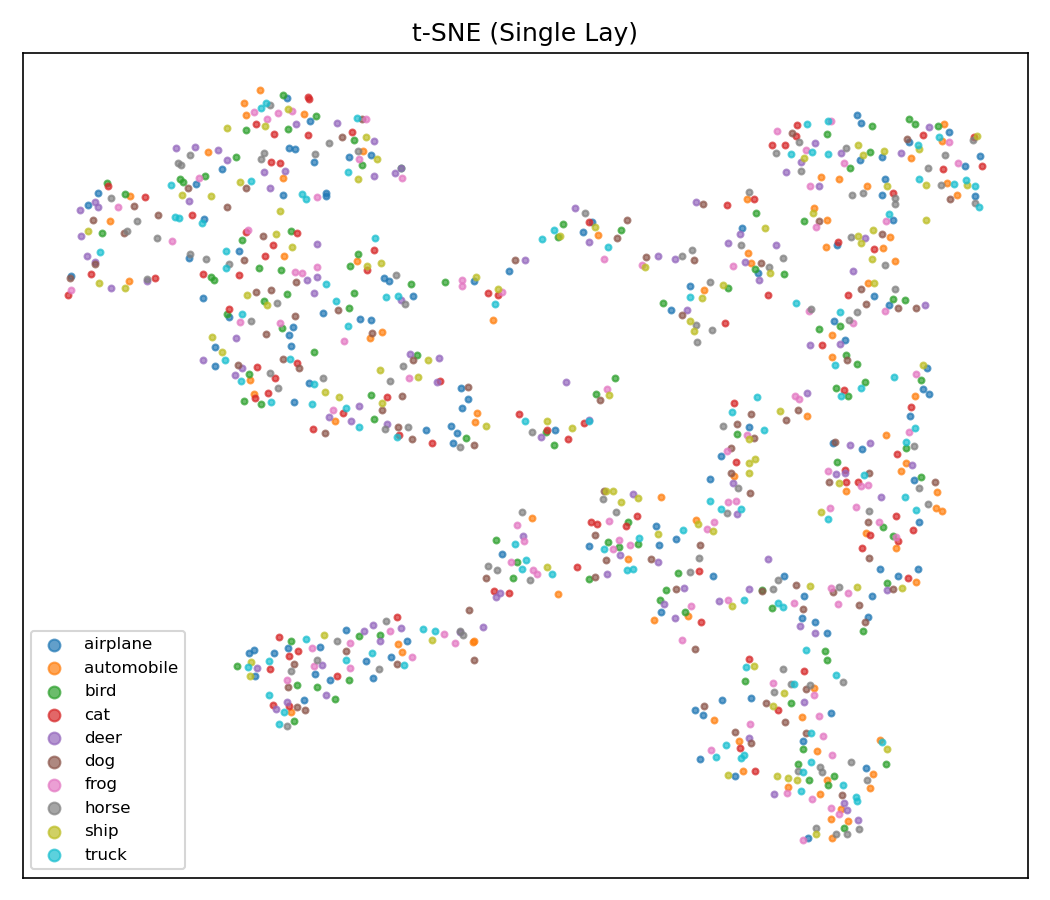 t-SNE (Single Lay)
airplane
automobile
bird
cat
deer
dog
frog
horse
ship
truck